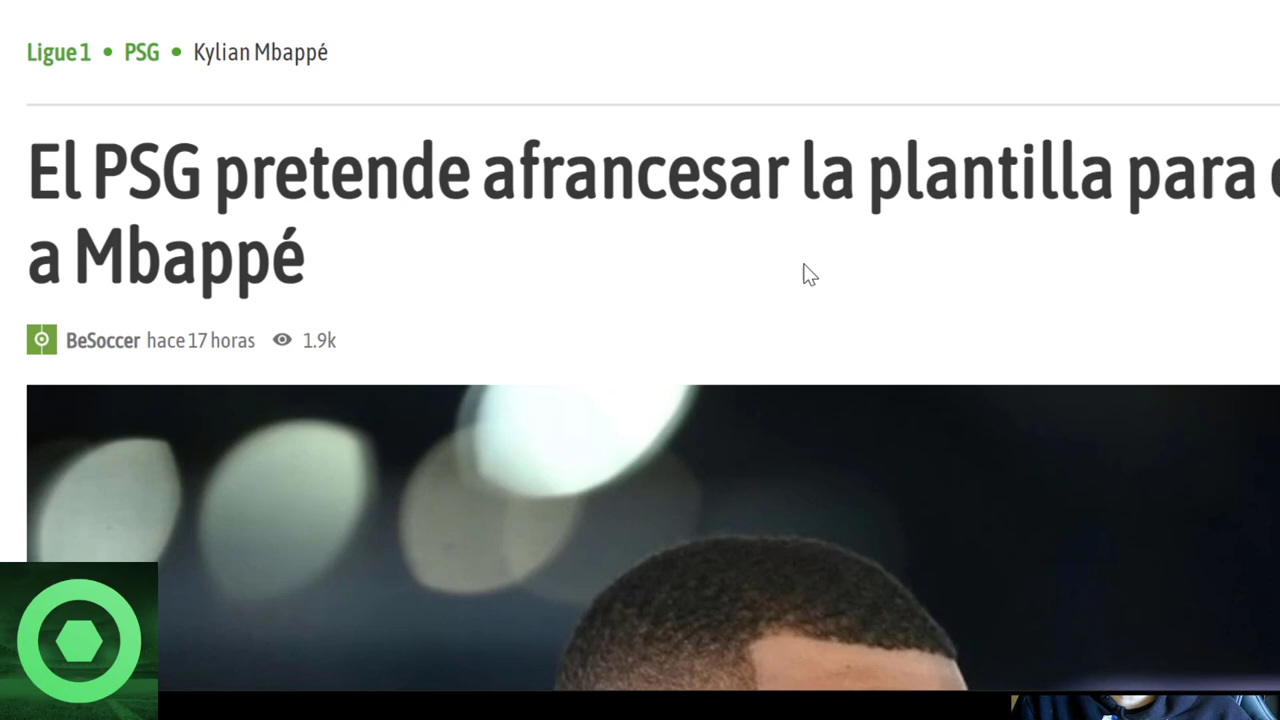 Ligue 1 • PSG • Kylian Mbappé
El PSG pretende afrancesar la plantilla para
a Mbappé
BeSoccer hace 17 horas 1.9k